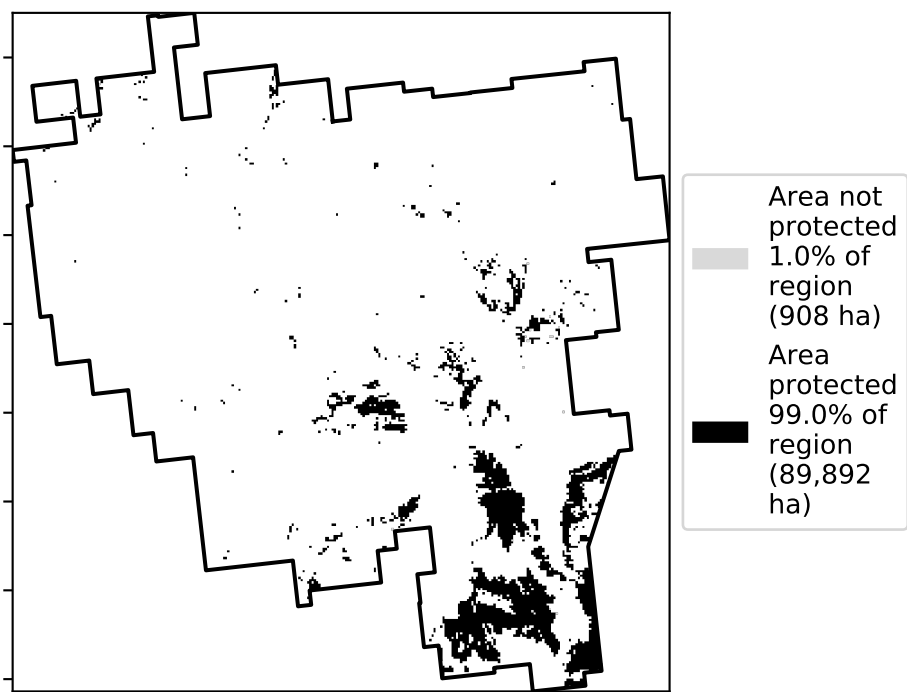 Area not
protected
1.0% of
region
(908 ha)
Area
protected
99.0% of
region
(89,892
ha)